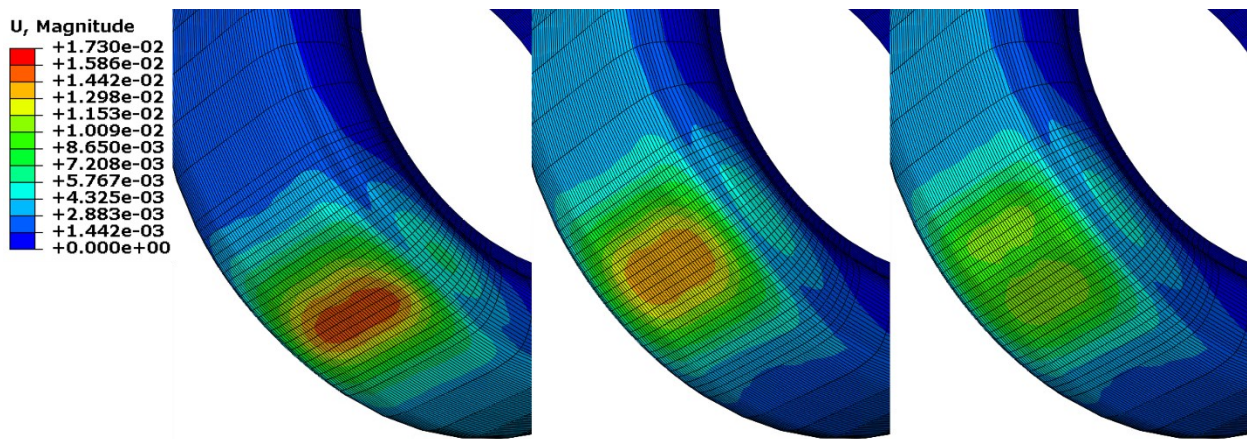 U, Magnitude
+1.730e-02
+1.586e-02
+1.442e-02
+1.298e-02
+1.153e-02
+1.009e-02
+8.650e-03
+7.208e-03
+5.767e-03
+4.325e-03
+2.883e-03
+1.442e-03
+0.000e+00